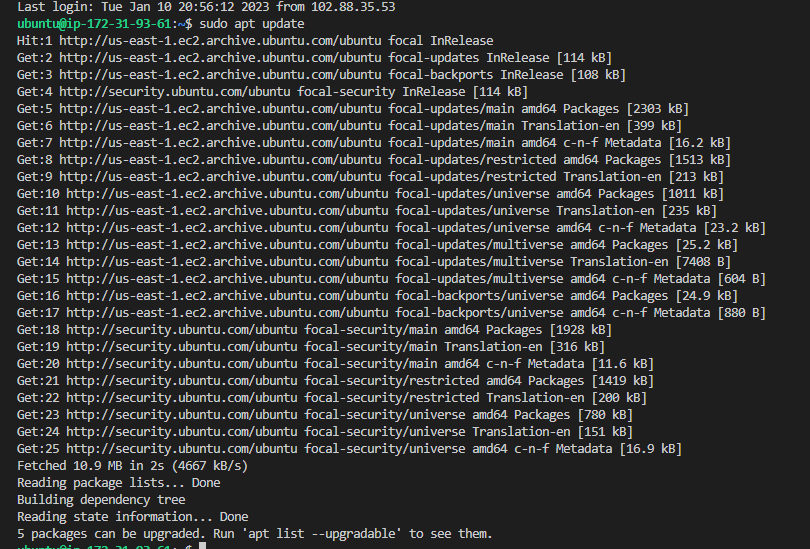 Last login: Tue Jan 10 20:56:12 2023 from 102.88.35.53
ubuntu@ip-172-31-93-61:~$ sudo apt update
Hit:1 http://us-east-1.ec2.archive.ubuntu.com/ubuntu focal InRelease
Get:2 http://us-east-1.ec2.archive.ubuntu.com/ubuntu focal-updates InRelease [114 kB]
Get:3 http://us-east-1.ec2.archive.ubuntu.com/ubuntu focal-backports InRelease [108 kB]
Get:4 http://security.ubuntu.com/ubuntu focal-security InRelease [114 kB]
Get:5 http://us-east-1.ec2.archive.ubuntu.com/ubuntu focal-updates/main amd64 Packages [2303 kB]
Get:6 http://us-east-1.ec2.archive.ubuntu.com/ubuntu focal-updates/main Translation-en [399 kB]
Get:7 http://us-east-1.ec2.archive.ubuntu.com/ubuntu focal-updates/main amd64 c-n-f Metadata [16.2 kB]
Get:8 http://us-east-1.ec2.archive.ubuntu.com/ubuntu focal-updates/restricted amd64 Packages [1513 kB]
Get:9 http://us-east-1.ec2.archive.ubuntu.com/ubuntu focal-updates/restricted Translation-en [213 kB]
Get:10 http://us-east-1.ec2.archive.ubuntu.com/ubuntu focal-updates/universe amd64 Packages [1011 kB]
Get:11 http://us-east-1.ec2.archive.ubuntu.com/ubuntu focal-updates/universe Translation-en [235 kB]
Get:12 http://us-east-1.ec2.archive.ubuntu.com/ubuntu focal-updates/universe amd64 c-n-f Metadata [23.2 kB]
Get:13 http://us-east-1.ec2.archive.ubuntu.com/ubuntu focal-updates/multiverse amd64 Packages [25.2 kB]
Get:14 http://us-east-1.ec2.archive.ubuntu.com/ubuntu focal-updates/multiverse Translation-en [7408 B]
Get:15 http://us-east-1.ec2.archive.ubuntu.com/ubuntu focal-updates/multiverse amd64 c-n-f Metadata [604 B]
Get:16 http://us-east-1.ec2.archive.ubuntu.com/ubuntu focal-backports/universe amd64 Packages [24.9 kB]
Get:17 http://us-east-1.ec2.archive.ubuntu.com/ubuntu focal-backports/universe amd64 c-n-f Metadata [880 B]
Get:18 http://security.ubuntu.com/ubuntu focal-security/main amd64 Packages [1928 kB]
Get:19 http://security.ubuntu.com/ubuntu focal-security/main Translation-en [316 kB]
Get:20 http://security.ubuntu.com/ubuntu focal-security/main amd64 c-n-f Metadata [11.6 kB]
Get:21 http://security.ubuntu.com/ubuntu focal-security/restricted amd64 Packages [1419 kB]
Get:22 http://security.ubuntu.com/ubuntu focal-security/restricted Translation-en [200 kB]
Get:23 http://security.ubuntu.com/ubuntu focal-security/universe amd64 Packages [780 kB]
Get:24 http://security.ubuntu.com/ubuntu focal-security/universe Translation-en [151 kB]
Get:25 http://security.ubuntu.com/ubuntu focal-security/universe amd64 c-n-f Metadata [16.9 kB]
Fetched 10.9 MB in 2s (4667 kB/s)
Reading package lists... Done
Building dependency tree
Reading state information... Done
5 packages can be upgraded. Run 'apt list --upgradable' to see them.
ubuntu@ip-172-31-93-61:~$